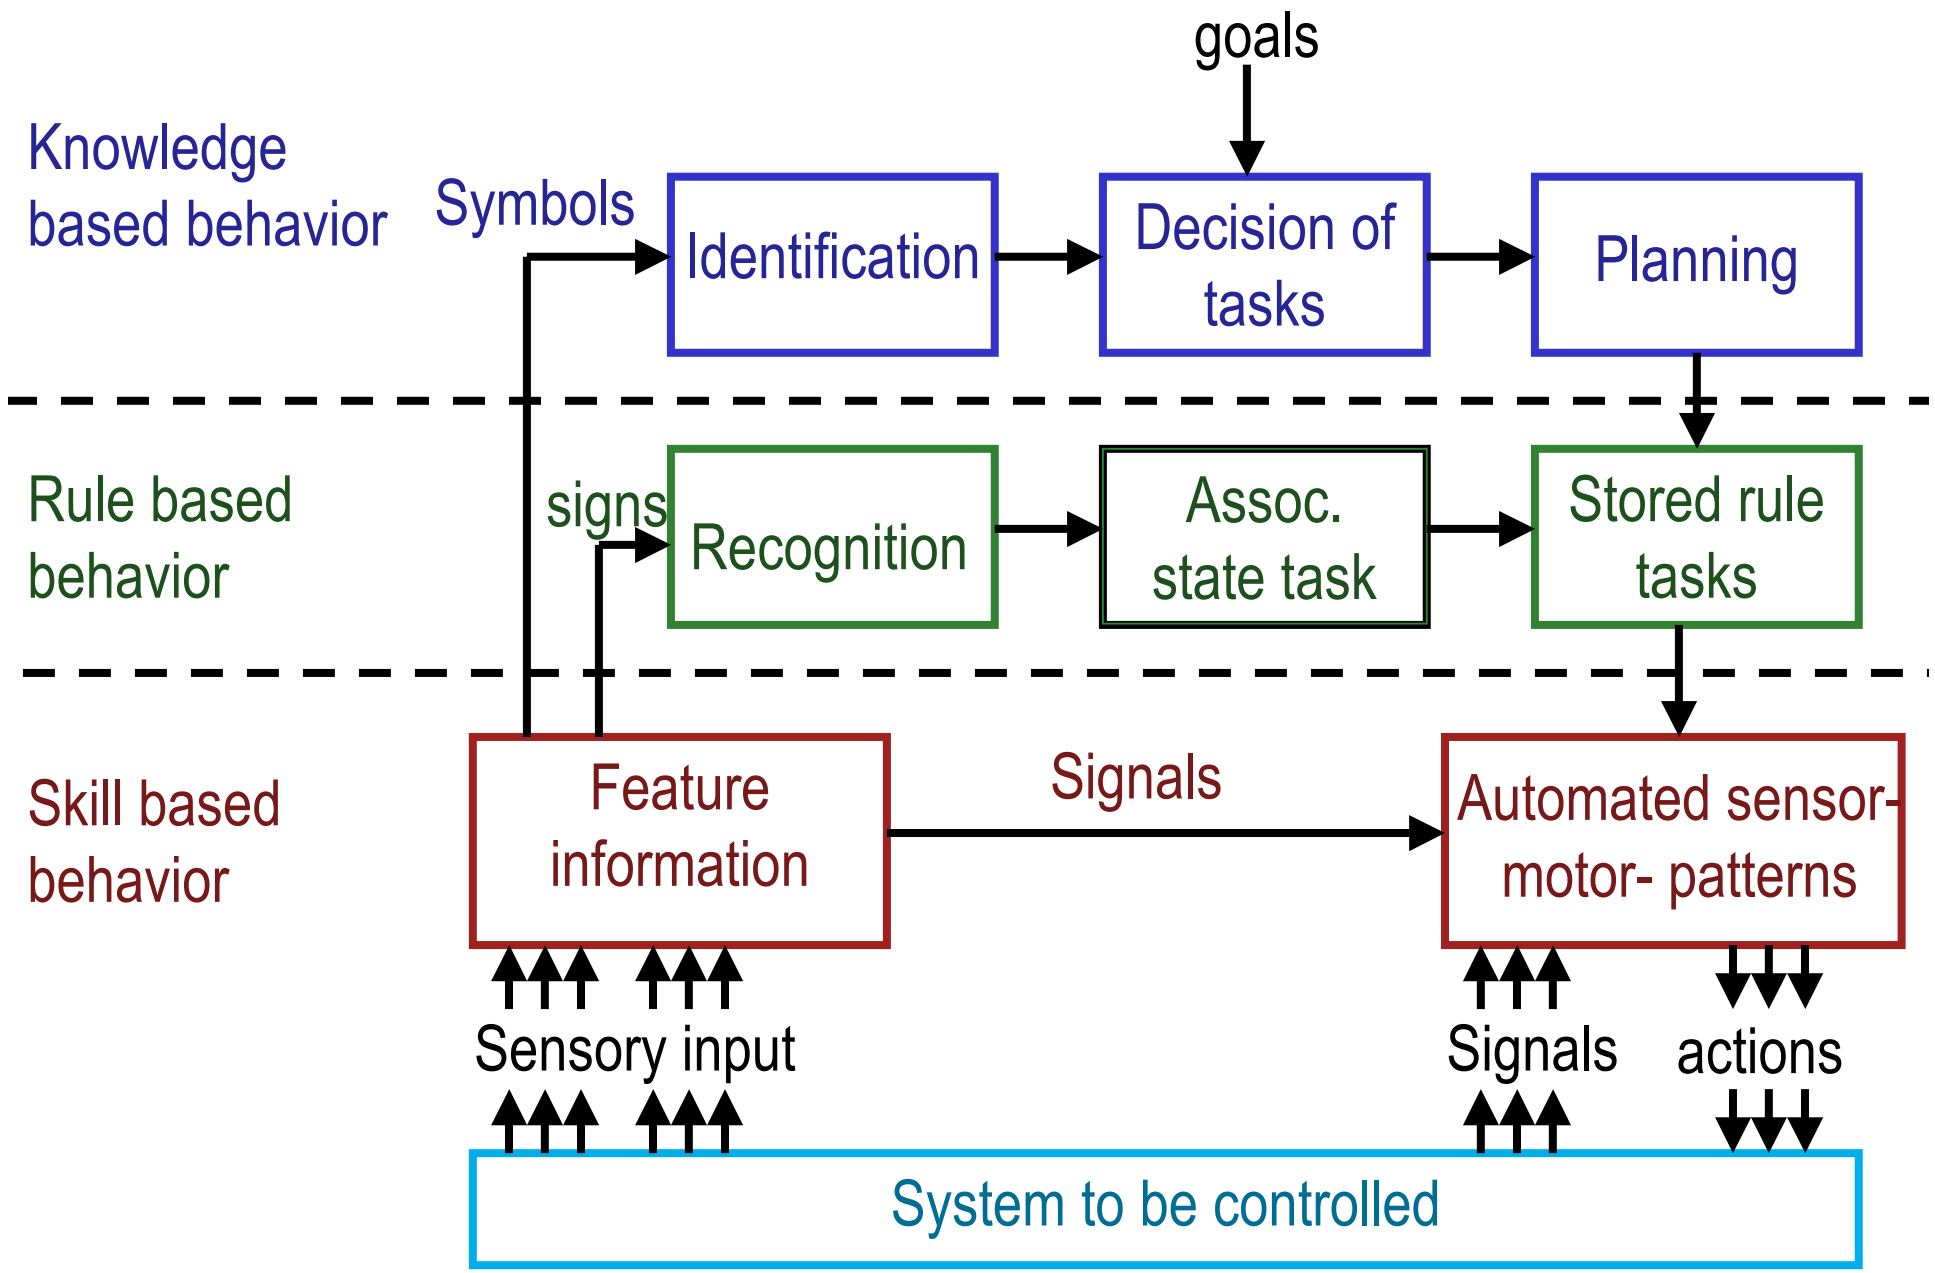 goals
Knowledge
based behavior
Symbols
Identification
Decision of
tasks
Planning
Rule based
behavior
signs
Recognition
Assoc.
state task
Stored rule
tasks
Skill based
behavior
Feature
information
Signals
Automated sensor-
motor- patterns
Sensory input
Signals
actions
System to be controlled